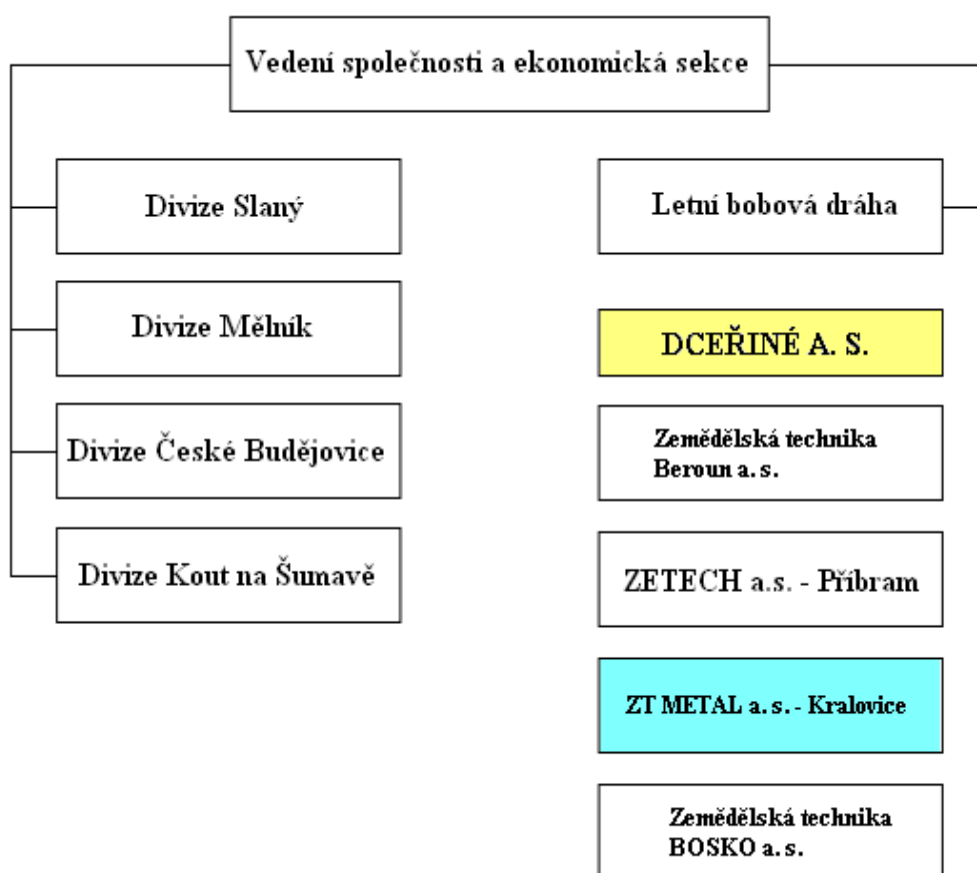 Vedení společnosti a ekonomická sekce
Divize Slaný
Divize Mělník
Divize České Budějovice
Divize Kout na Šumavě
Letní bobová dráha
DCEŘINÉ A. S.
Zemědělská technika
Beroun a. s.
ZETECH a.s. - Příbram
ZT METAL a. s. - Kralovice
Zemědělská technika
BOSKO a. s.